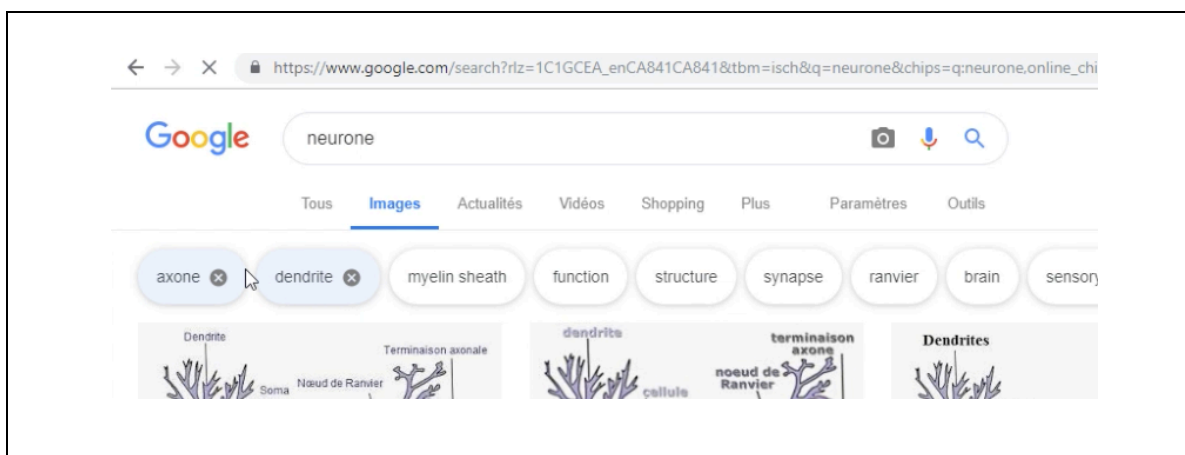 https://www.google.com/search?rlz=1C1GCEA_enCA841CA841&tbm=isch&q=neurone&chips=q:neurone,online_chi
Google neurone
Tous Images Actualités Vidéos Shopping Plus Paramètres Outils
axone dendrite myelin sheath function structure synapse ranvier brain sensory
Dendrite
Terminaison axonale
Soma Nœud de Ranvier
dendrite
terminaison
axone
noeud de
Ranvier
cellule
Dendrites